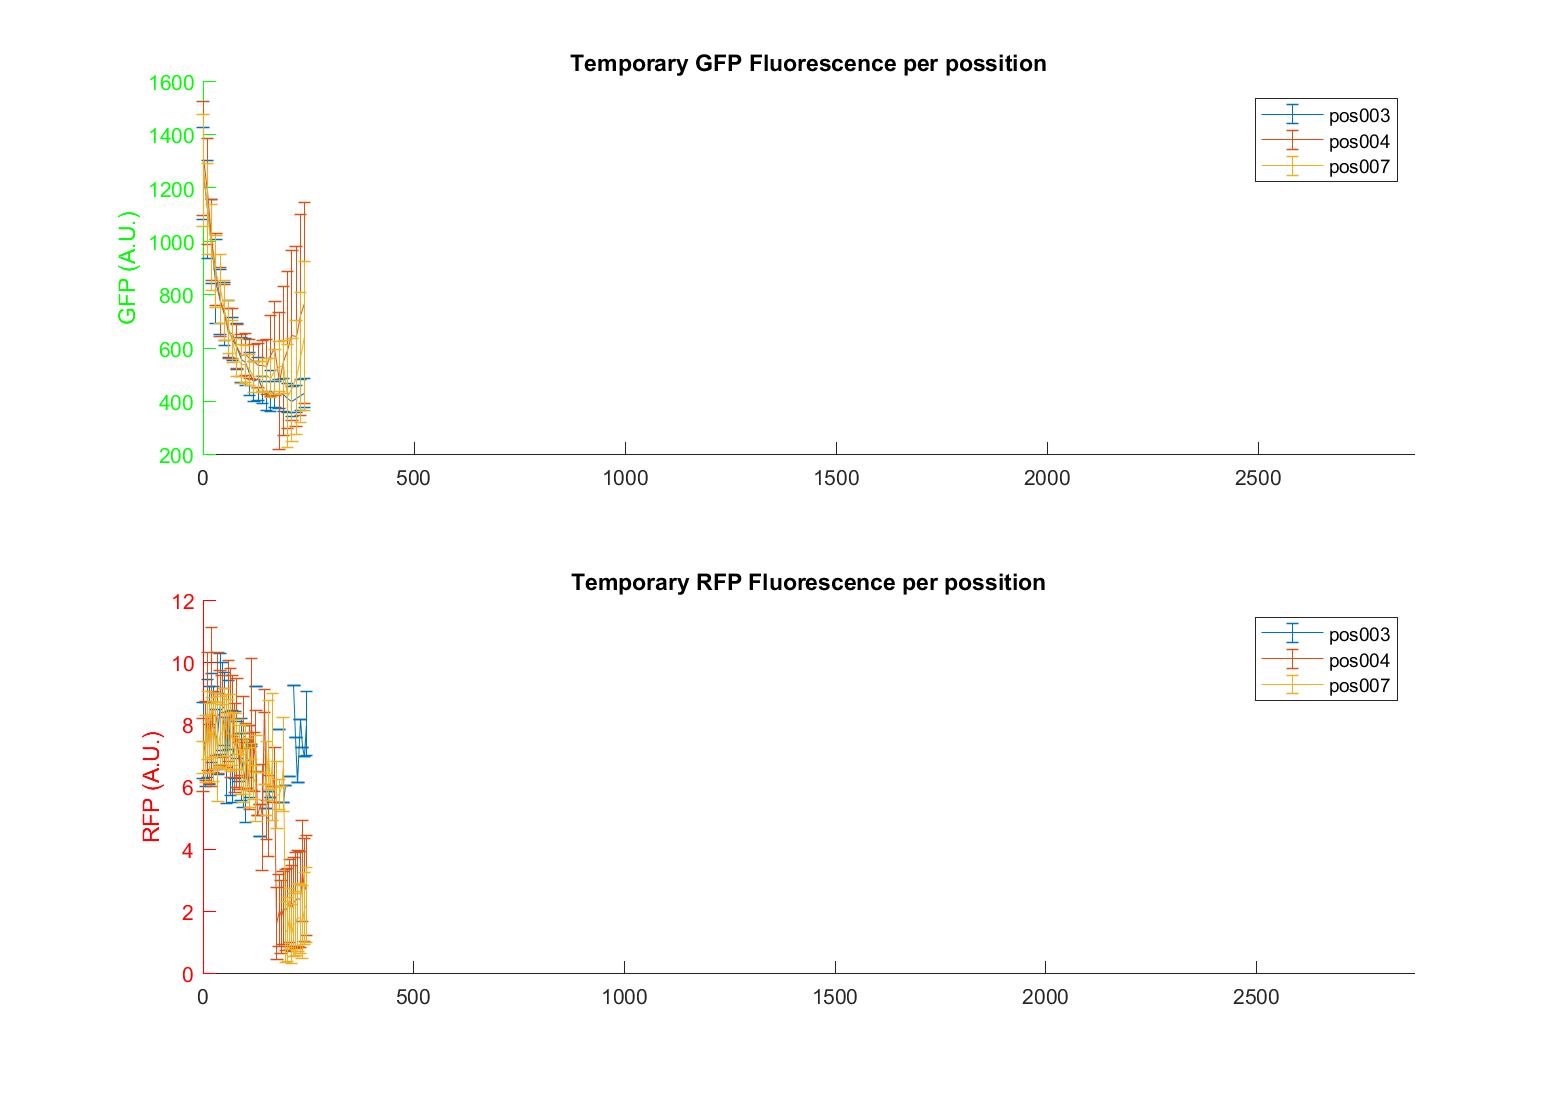 Temporary GFP Fluorescence per possition
1600
1400
1200
1000
800
600
400
200
GFP (A.U.)
pos003
pos004
pos007
0 500 1000 1500 2000 2500
Temporary RFP Fluorescence per possition
12
10
8
6
4
2
0
RFP (A.U.)
pos003
pos004
pos007
0 500 1000 1500 2000 2500